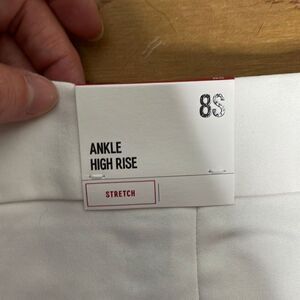 8S
ANKLE
HIGH RISE
STRETCH